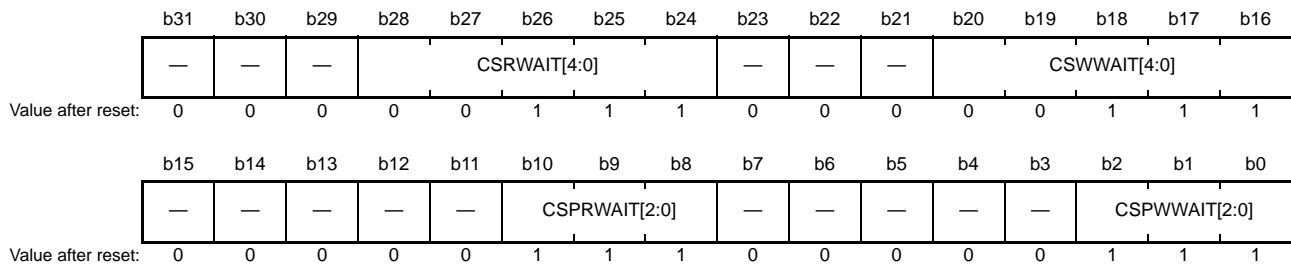 b31 b30 b29 b28 b27 b26 b25 b24 b23 b22 b21 b20 b19 b18 b17 b16
— — — CSRWAIT[4:0] — — — CSWWAIT[4:0]
Value after reset: 0 0 0 0 0 1 1 1 0 0 0 0 0 1 1 1
b15 b14 b13 b12 b11 b10 b9 b8 b7 b6 b5 b4 b3 b2 b1 b0
— — — — — CSPRWAIT[2:0] — — — — — CSPWWAIT[2:0]
Value after reset: 0 0 0 0 0 1 1 1 0 0 0 0 0 1 1 1